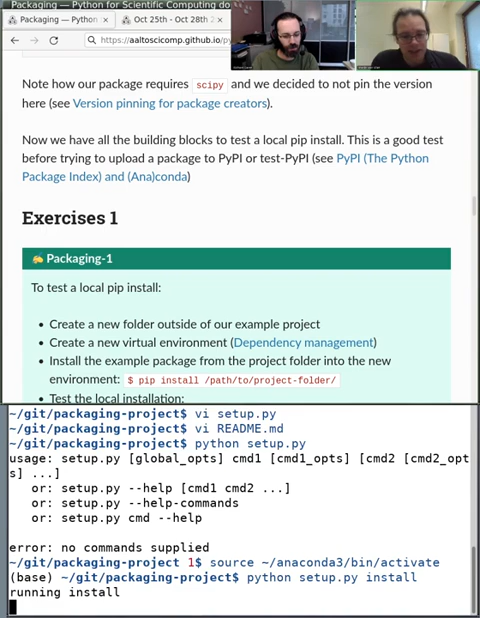 Packaging — Python for Scientific Computing do
Packaging — Python ×
Oct 25th - Oct 28th 2
https://aaltoscicomp.github.io/py
Note how our package requires scipy and we decided to not pin the version
here (see Version pinning for package creators).
Now we have all the building blocks to test a local pip install. This is a good test
before trying to upload a package to PyPI or test-PyPI (see PyPI (The Python
Package Index) and (Ana)conda)
Exercises 1
✍ Packaging-1
To test a local pip install:
• Create a new folder outside of our example project
• Create a new virtual environment (Dependency management)
• Install the example package from the project folder into the new
environment: $ pip install /path/to/project-folder/
• Test the local installation:
~/git/packaging-project$ vi setup.py
~/git/packaging-project$ vi README.md
~/git/packaging-project$ python setup.py
usage: setup.py [global_opts] cmd1 [cmd1_opts] [cmd2 [cmd2_opt
s] ...]
or: setup.py --help [cmd1 cmd2 ...]
or: setup.py --help-commands
or: setup.py cmd --help
error: no commands supplied
~/git/packaging-project 1$ source ~/anaconda3/bin/activate
(base) ~/git/packaging-project$ python setup.py install
running install